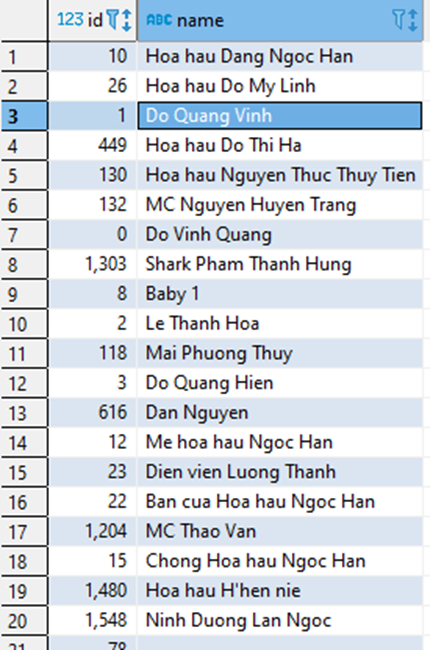 123 id ABC name
1 10 Hoa hau Dang Ngoc Han
2 26 Hoa hau Do My Linh
3 1 Do Quang Vinh
4 449 Hoa hau Do Thi Ha
5 130 Hoa hau Nguyen Thuc Thuy Tien
6 132 MC Nguyen Huyen Trang
7 0 Do Vinh Quang
8 1,303 Shark Pham Thanh Hung
9 8 Baby 1
10 2 Le Thanh Hoa
11 118 Mai Phuong Thuy
12 3 Do Quang Hien
13 616 Dan Nguyen
14 12 Me hoa hau Ngoc Han
15 23 Dien vien Luong Thanh
16 22 Ban cua Hoa hau Ngoc Han
17 1,204 MC Thao Van
18 15 Chong Hoa hau Ngoc Han
19 1,480 Hoa hau H'hen nie
20 1,548 Ninh Duong Lan Ngoc
21 78